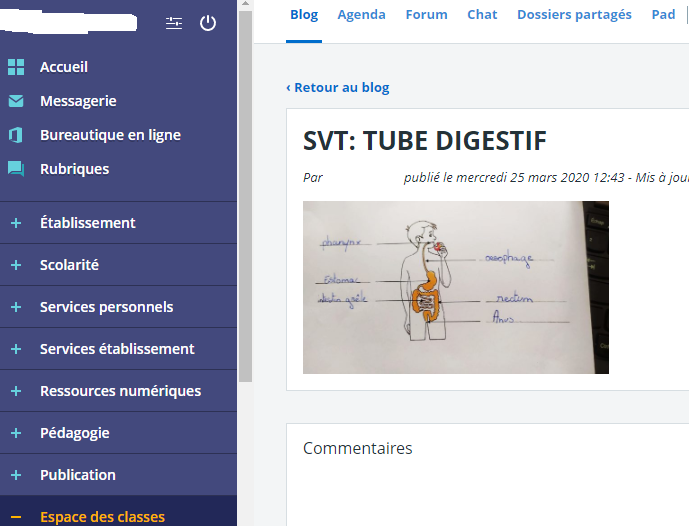 Blog Agenda Forum Chat Dossiers partagés Pad
Accueil
Messagerie
Bureautique en ligne
Rubriques
Établissement
Scolarité
Services personnels
Services établissement
Ressources numériques
Pédagogie
Publication
Espace des classes
‹ Retour au blog
SVT: TUBE DIGESTIF
Par publié le mercredi 25 mars 2020 12:43 - Mis à jour
pharynx
oesophage
Estomac
intestin grêle
rectum
Anus
Commentaires